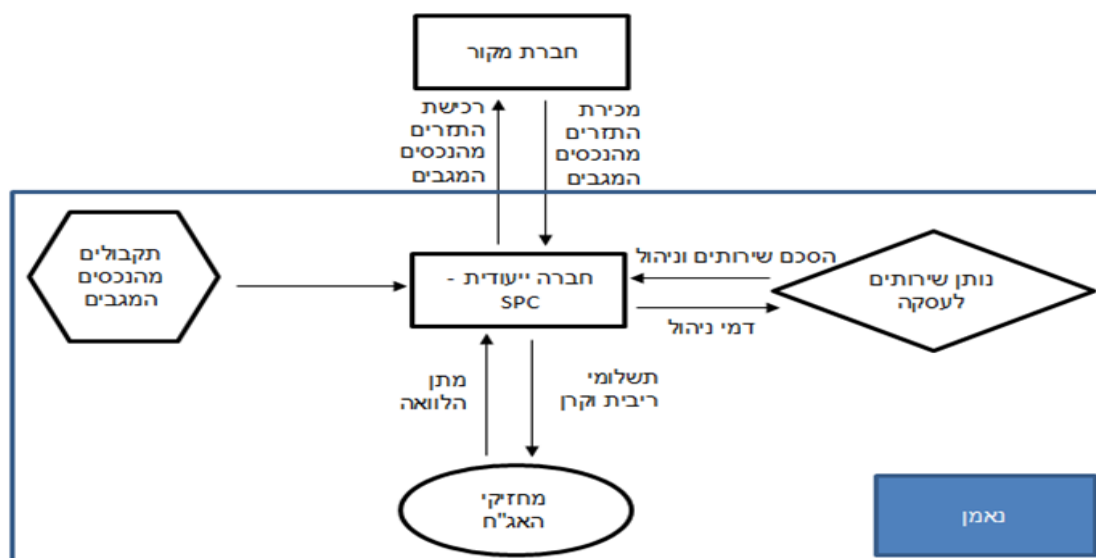 חברת מקור
רכישת
התזרים
מהנכסים
המגבים
מכירת
התזרים
מהנכסים
המגבים
תקבולים
מהנכסים
המגבים
חברה ייעודית -
SPC
הסכם שירותים וניהול
דמי ניהול
נותן שירותים
לעסקה
מתן
הלוואה
תשלומי
ריבית וקרן
מחזיקי
האג"ח
נאמן